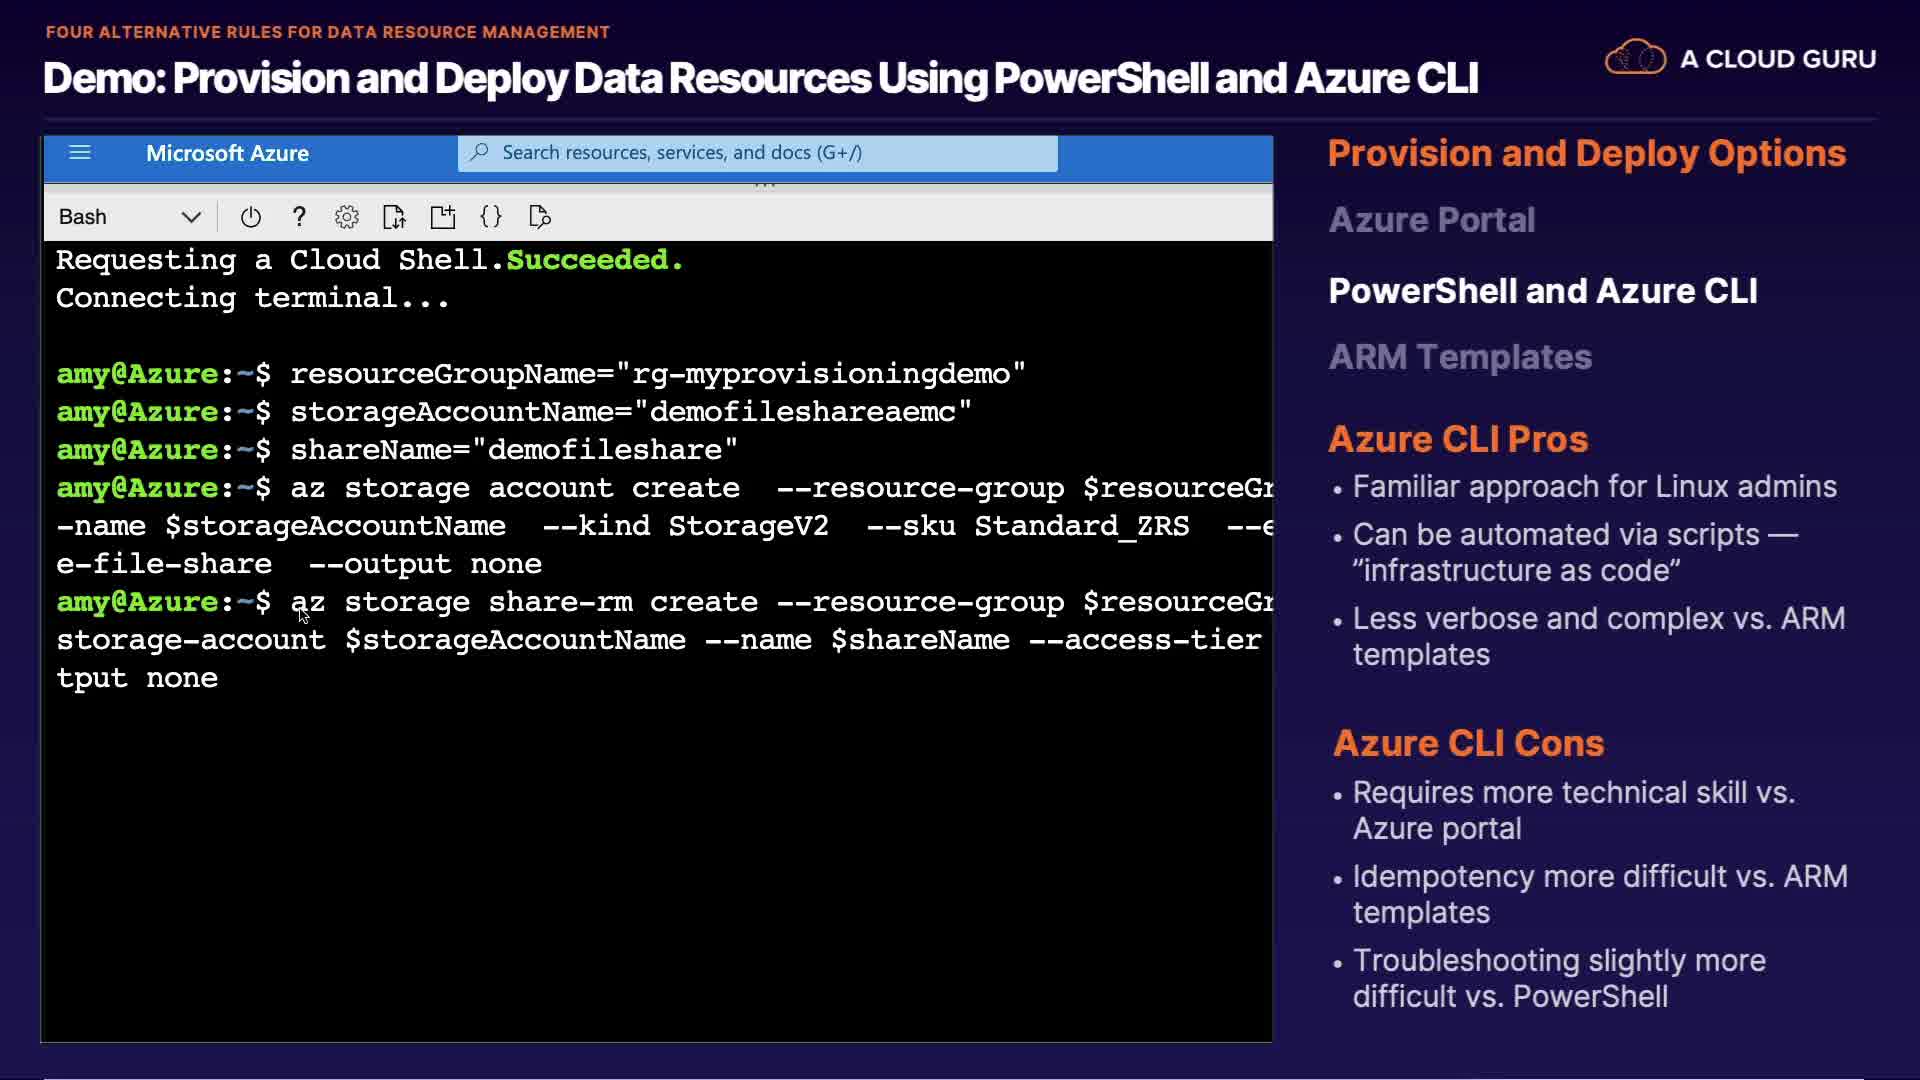 FOUR ALTERNATIVE RULES FOR DATA RESOURCE MANAGEMENT
Demo: Provision and Deploy Data Resources Using PowerShell and Azure CLI
A CLOUD GURU
Microsoft Azure
Search resources, services, and docs (G+/)
Bash
Requesting a Cloud Shell.Succeeded.
Connecting terminal...
amy@Azure:~$ resourceGroupName="rg-myprovisioningdemo"
amy@Azure:~$ storageAccountName="demofileshareaemc"
amy@Azure:~$ shareName="demofileshare"
amy@Azure:~$ az storage account create  --resource-group $resourceGr
-name $storageAccountName  --kind StorageV2  --sku Standard_ZRS  --e
e-file-share  --output none
amy@Azure:~$ az storage share-rm create --resource-group $resourceGr
storage-account $storageAccountName --name $shareName --access-tier
tput none
Provision and Deploy Options
Azure Portal
PowerShell and Azure CLI
ARM Templates
Azure CLI Pros
• Familiar approach for Linux admins
• Can be automated via scripts —
”infrastructure as code”
• Less verbose and complex vs. ARM
templates
Azure CLI Cons
• Requires more technical skill vs.
Azure portal
• Idempotency more difficult vs. ARM
templates
• Troubleshooting slightly more
difficult vs. PowerShell